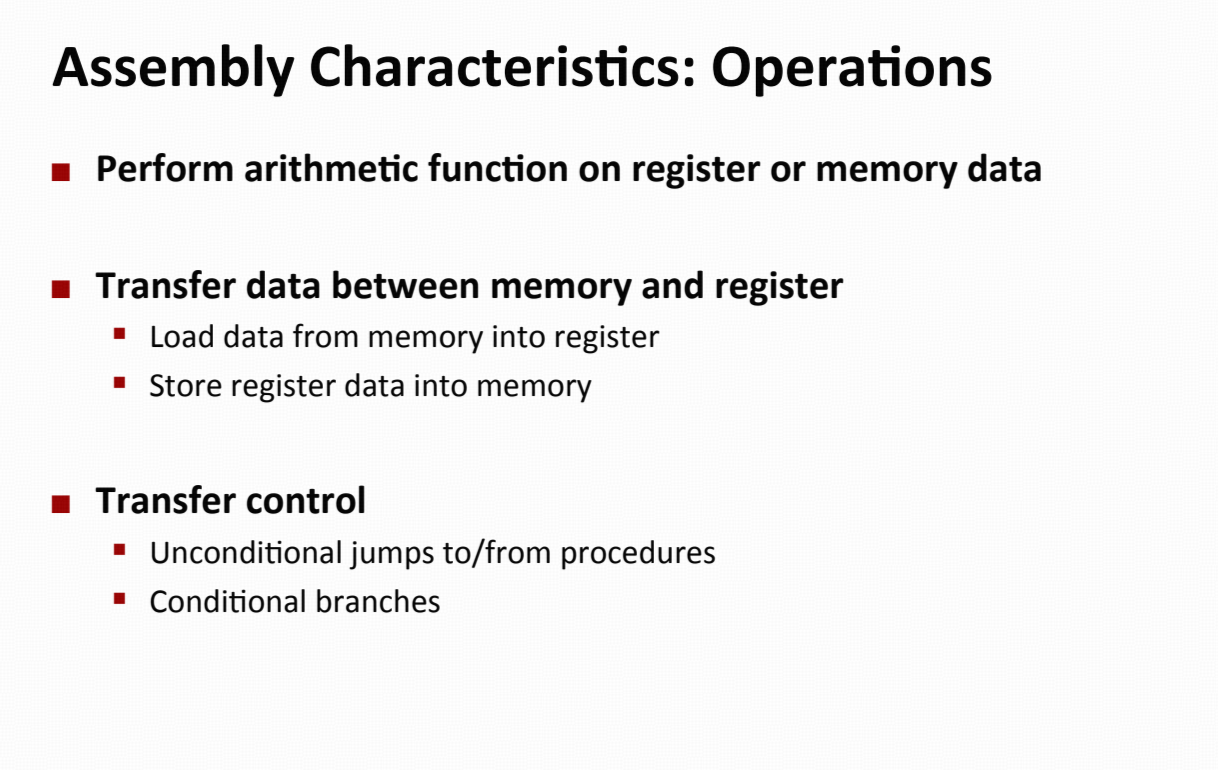 Assembly Characteristics: Operations
■ Perform arithmetic function on register or memory data
■ Transfer data between memory and register
▪ Load data from memory into register
▪ Store register data into memory
■ Transfer control
▪ Unconditional jumps to/from procedures
▪ Conditional branches